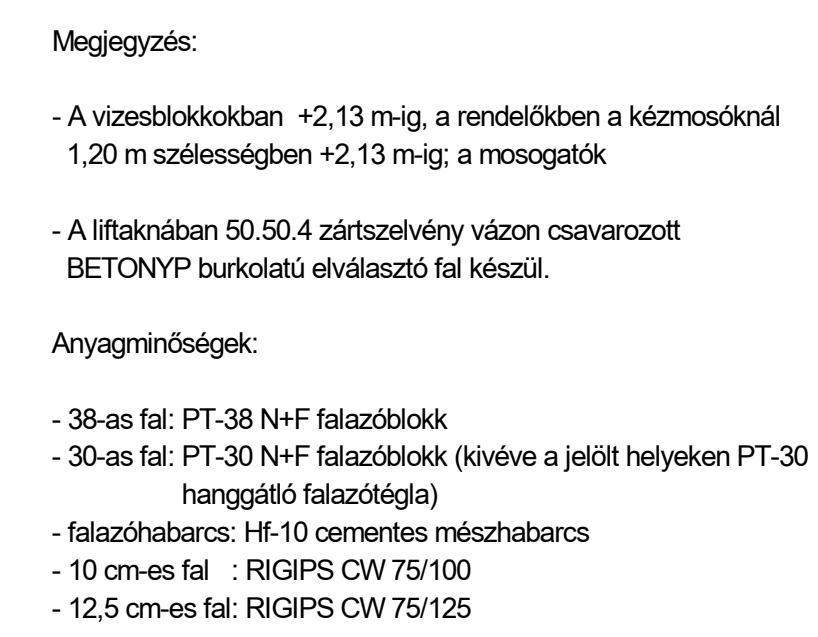 Megjegyzés:
- A vizesblokkokban  +2,13 m-ig, a rendelőkben a kézmosóknál
1,20 m szélességben +2,13 m-ig; a mosogatók
- A liftaknában 50.50.4 zártszelvény vázon csavarozott
BETONYP burkolatú elválasztó fal készül.
Anyagminőségek:
- 38-as fal: PT-38 N+F falazóblokk
- 30-as fal: PT-30 N+F falazóblokk (kivéve a jelölt helyeken PT-30
hanggátló falazótégla)
- falazóhabarcs: Hf-10 cementes mészhabarcs
- 10 cm-es fal   : RIGIPS CW 75/100
- 12,5 cm-es fal: RIGIPS CW 75/125